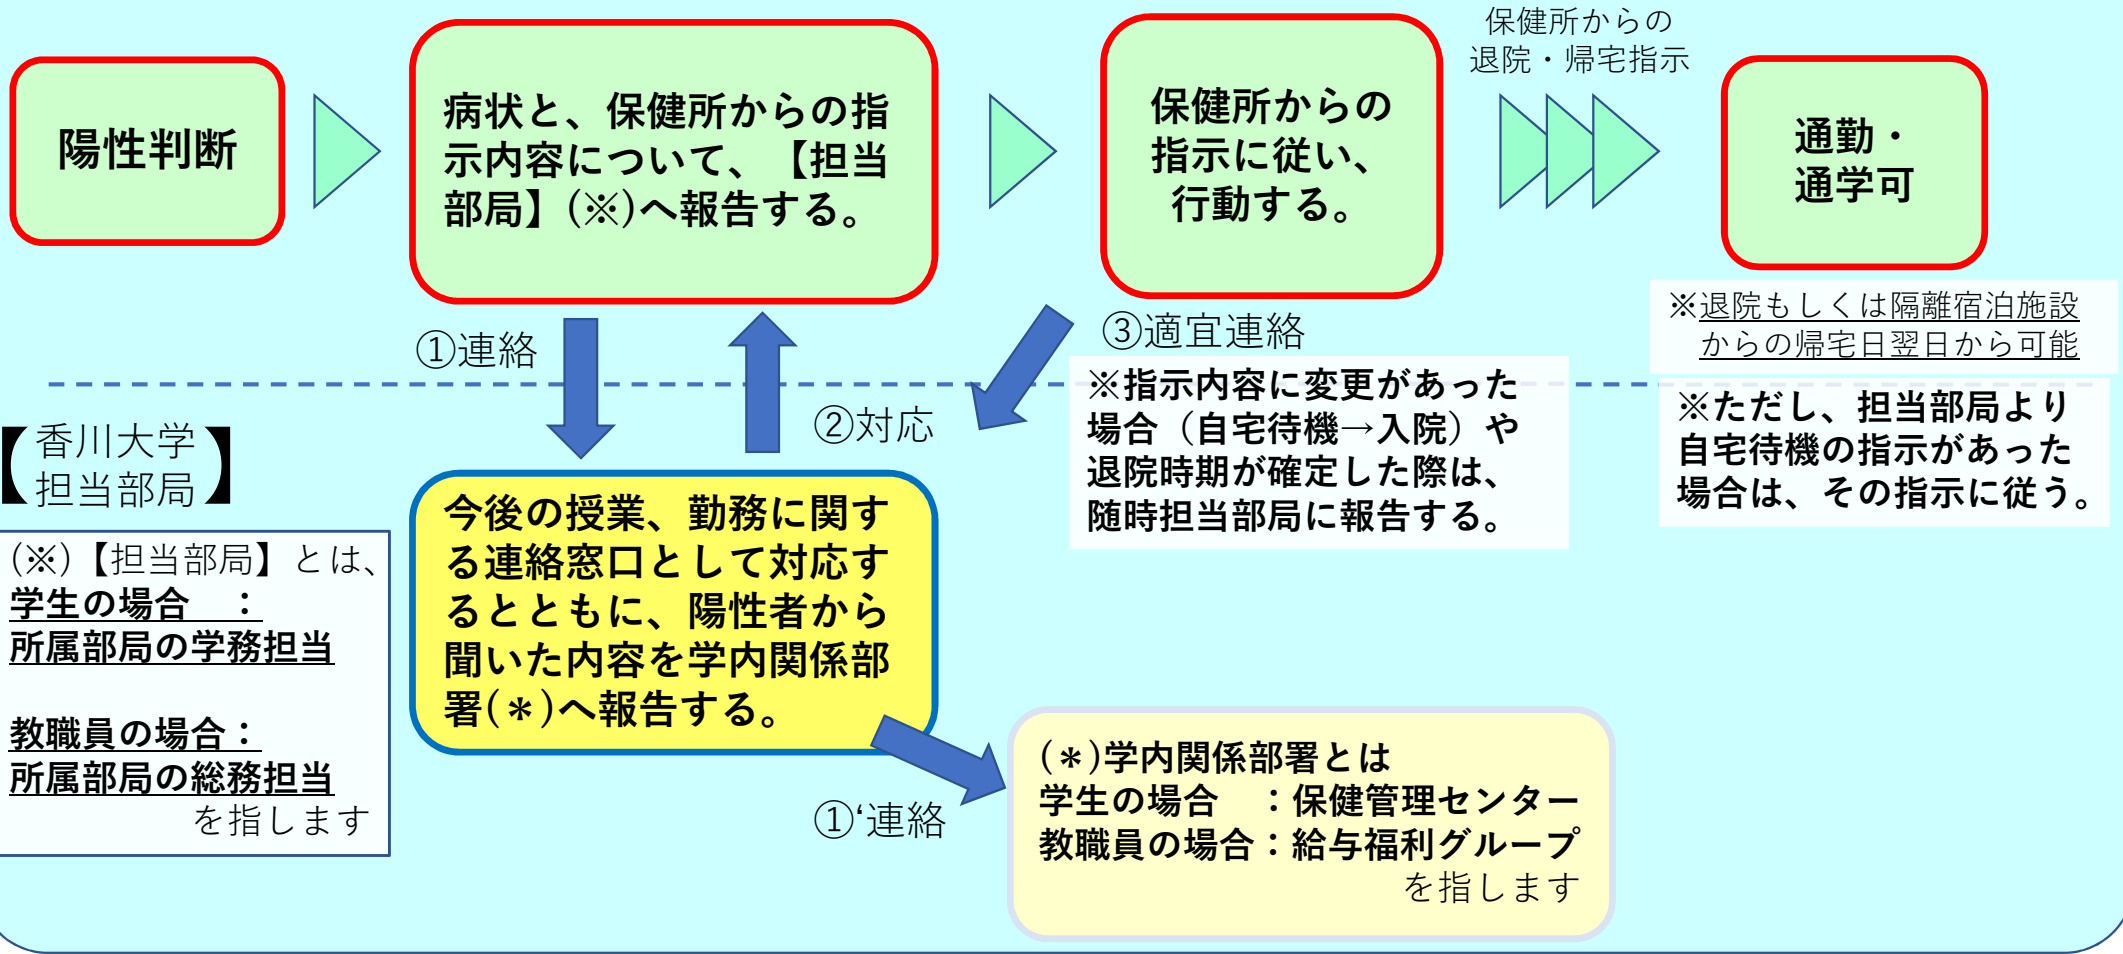 陽性判断
病状と、保健所からの指
示内容について、【担当
部局】(※)へ報告する。
保健所からの
指示に従い、
行動する。
保健所からの
退院・帰宅指示
通勤・
通学可
※退院もしくは隔離宿泊施設
からの帰宅日翌日から可能
※ただし、担当部局より
自宅待機の指示があった
場合は、その指示に従う。
①連絡
②対応
③適宜連絡
※指示内容に変更があった
場合（自宅待機→入院）や
退院時期が確定した際は、
随時担当部局に報告する。
【香川大学
担当部局】
(※)【担当部局】とは、
学生の場合　：
所属部局の学務担当
教職員の場合：
所属部局の総務担当
を指します
今後の授業、勤務に関す
る連絡窓口として対応す
るとともに、陽性者から
聞いた内容を学内関係部
署(＊)へ報告する。
①‘連絡
(＊)学内関係部署とは
学生の場合　：保健管理センター
教職員の場合：給与福利グループ
を指します